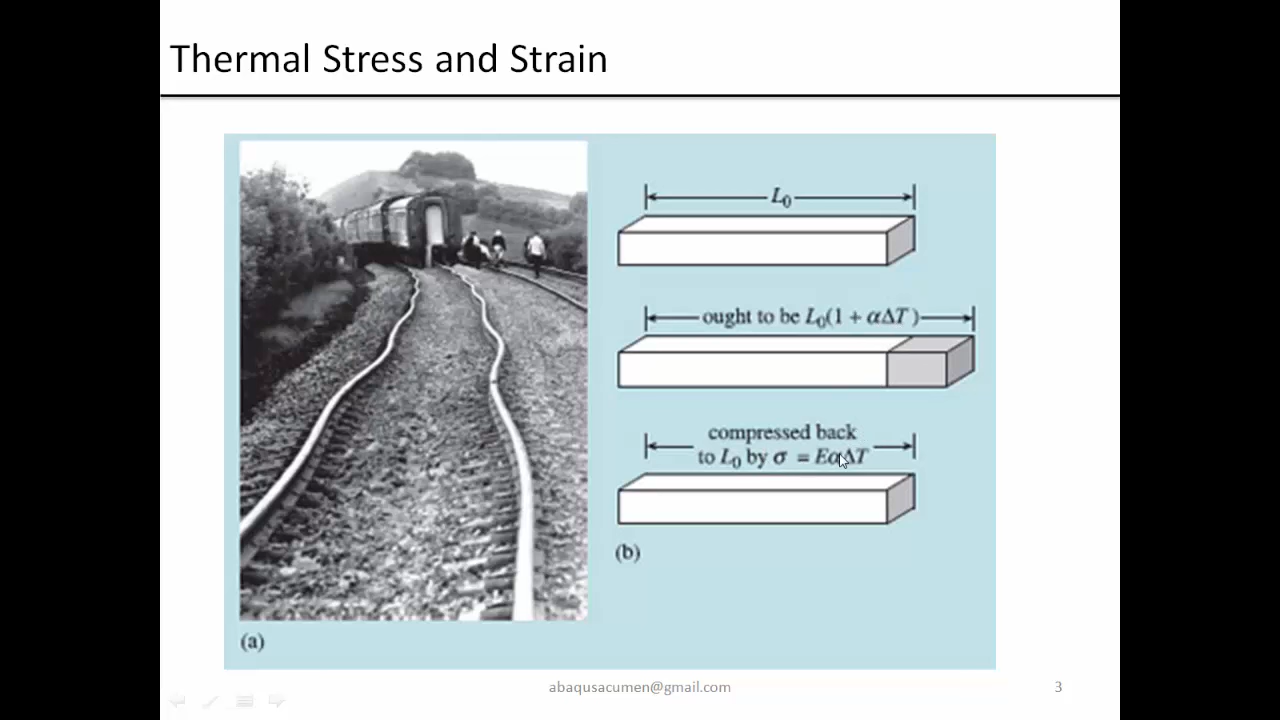 Thermal Stress and Strain
L₀
ought to be L₀(1 + αΔT)
compressed back
to L₀ by σ = EαΔT
(b)
(a)
abaqusacumen@gmail.com
3